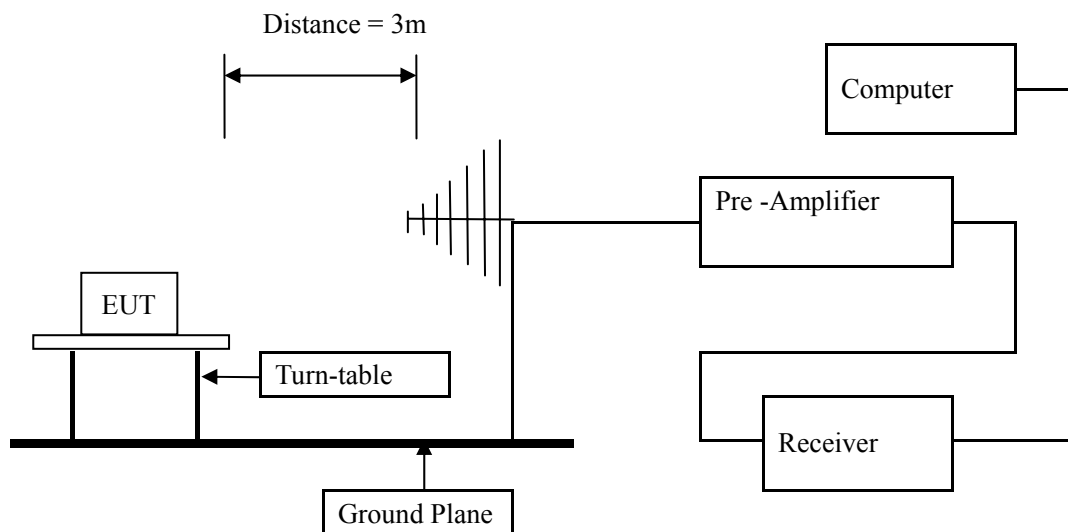 Distance = 3m
Computer
Pre -Amplifier
EUT
Turn-table
Receiver
Ground Plane